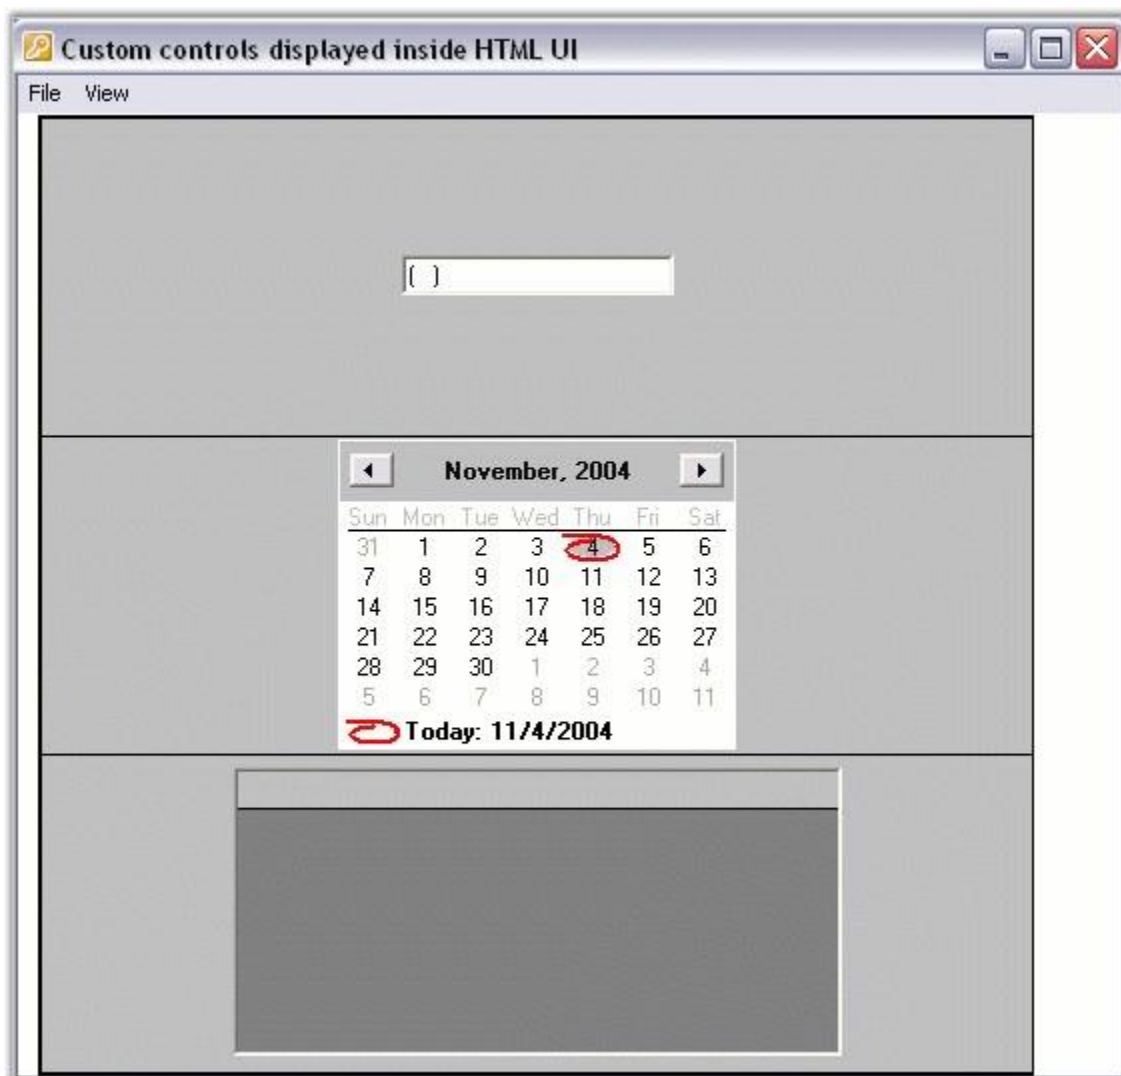 Custom controls displayed inside HTML UI
File View
( )
November, 2004
Sun Mon Tue Wed Thu Fri Sat
31 1 2 3 4 5 6
7 8 9 10 11 12 13
14 15 16 17 18 19 20
21 22 23 24 25 26 27
28 29 30 1 2 3 4
5 6 7 8 9 10 11
Today: 11/4/2004